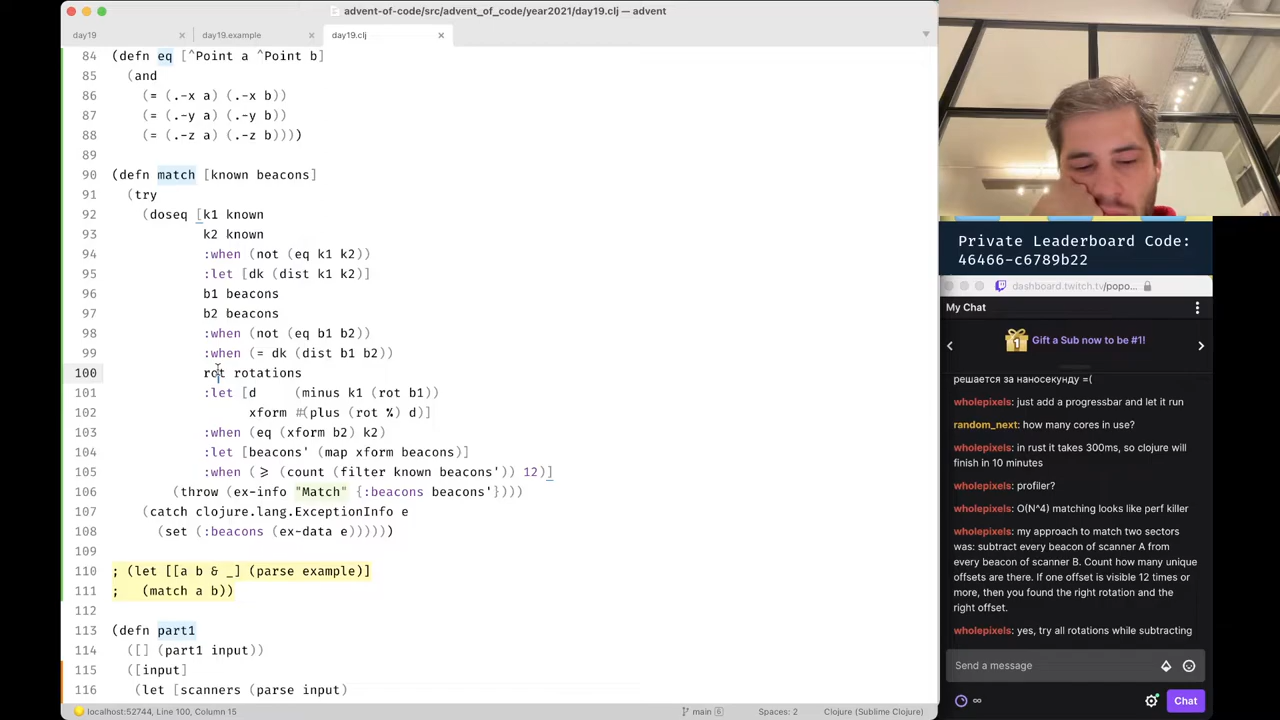 advent-of-code/src/advent_of_code/year2021/day19.clj — advent
day19
day19.example
day19.clj
84 (defn eq [^Point a ^Point b]
85 (and
86 (= (.-x a) (.-x b))
87 (= (.-y a) (.-y b))
88 (= (.-z a) (.-z b))))
89
90 (defn match [known beacons]
91 (try
92 (doseq [k1 known
93 k2 known
94 :when (not (eq k1 k2))
95 :let [dk (dist k1 k2)]
96 b1 beacons
97 b2 beacons
98 :when (not (eq b1 b2))
99 :when (= dk (dist b1 b2))
100 rot rotations
101 :let [d (minus k1 (rot b1))
102 xform #(plus (rot %) d)]
103 :when (eq (xform b2) k2)
104 :let [beacons' (map xform beacons)]
105 :when (>= (count (filter known beacons')) 12)]
106 (throw (ex-info "Match" {:beacons beacons'})))
107 (catch clojure.lang.ExceptionInfo e
108 (set (:beacons (ex-data e))))))
109
110 ; (let [[a b & _] (parse example)]
111 ; (match a b))
112
113 (defn part1
114 ([] (part1 input))
115 ([input]
116 (let [scanners (parse input)
localhost:52744, Line 100, Column 15
main 6
Spaces: 2
Clojure (Sublime Clojure)
Private Leaderboard Code:
46466-c6789b22
dashboard.twitch.tv/popo...
My Chat
1
Gift a Sub now to be #1!
решается за наносекунду =(
wholepixels: just add a progressbar and let it run
random_next: how many cores in use?
wholepixels: in rust it takes 300ms, so clojure will
finish in 10 minutes
wholepixels: profiler?
wholepixels: O(N^4) matching looks like perf killer
wholepixels: my approach to match two sectors
was: subtract every beacon of scanner A from
every beacon of scanner B. Count how many unique
offsets are there. If one offset is visible 12 times or
more, then you found the right rotation and the
right offset.
wholepixels: yes, try all rotations while subtracting
Send a message
∞
Chat